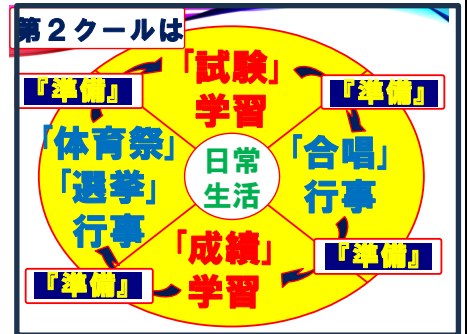 第２クールは
「試験」
学習
『準備』
『準備』
「体育祭」
「選挙」
行事
日常
生活
「合唱」
行事
「成績」
学習
『準備』
『準備』